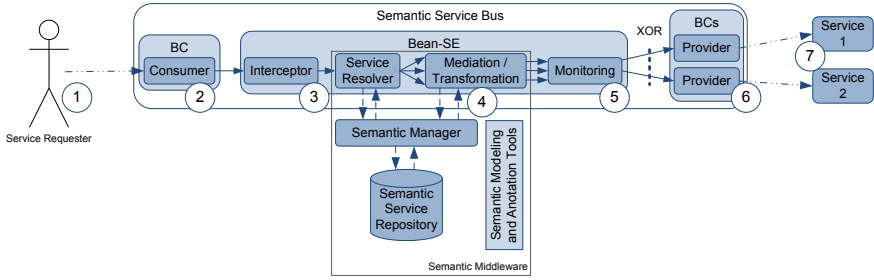 Semantic Service Bus
BC
Bean-SE
XOR
BCs
Service
1
Consumer
Interceptor
Service
Resolver
Mediation /
Transformation
Monitoring
Provider
Provider
7
Service
2
1
2
3
4
5
6
Service Requester
Semantic Manager
Semantic Modeling
and Anotation Tools
Semantic
Service
Repository
Semantic Middleware